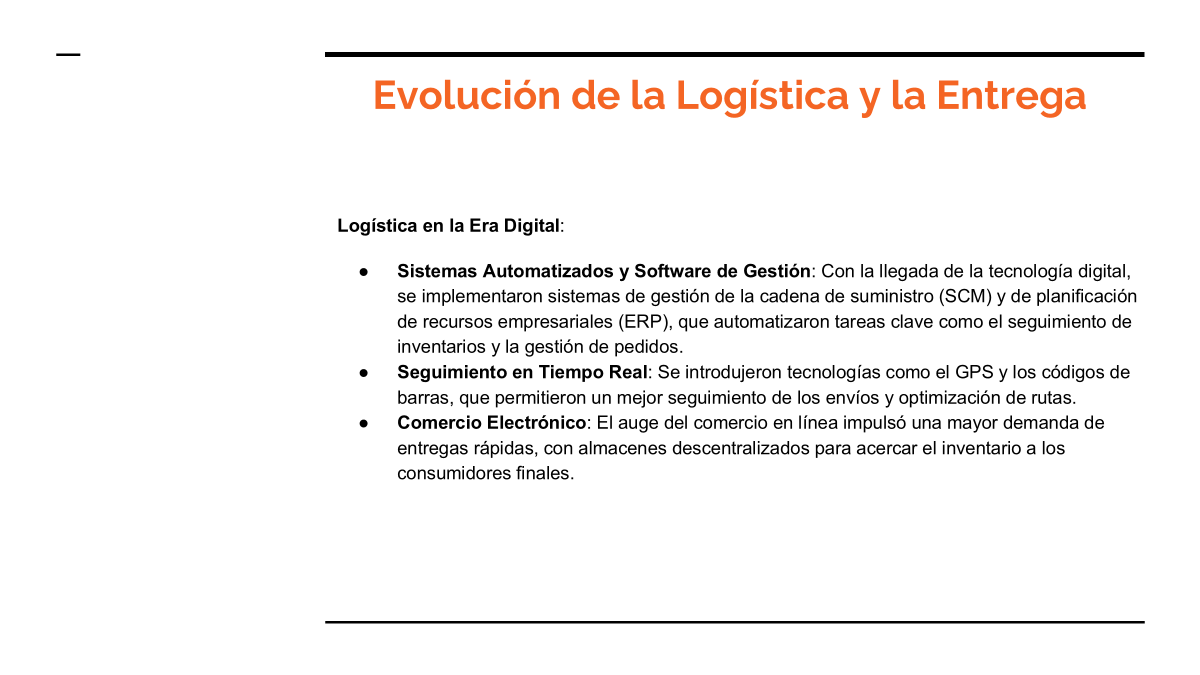 Evolución de la Logística y la Entrega
Logística en la Era Digital:
● Sistemas Automatizados y Software de Gestión: Con la llegada de la tecnología digital,
se implementaron sistemas de gestión de la cadena de suministro (SCM) y de planificación
de recursos empresariales (ERP), que automatizaron tareas clave como el seguimiento de
inventarios y la gestión de pedidos.
● Seguimiento en Tiempo Real: Se introdujeron tecnologías como el GPS y los códigos de
barras, que permitieron un mejor seguimiento de los envíos y optimización de rutas.
● Comercio Electrónico: El auge del comercio en línea impulsó una mayor demanda de
entregas rápidas, con almacenes descentralizados para acercar el inventario a los
consumidores finales.